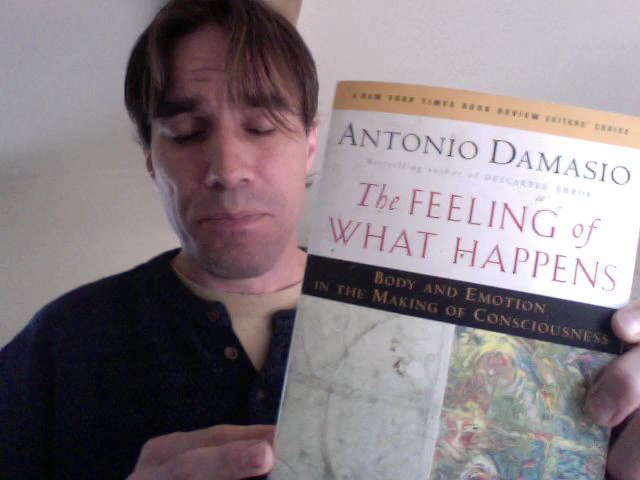 A NEW YORK TIMES BOOK REVIEW EDITORS' CHOICE
ANTONIO DAMASIO
Bestselling author of DESCARTES' ERROR
The FEELING of
WHAT HAPPENS
BODY AND EMOTION
IN THE MAKING OF CONSCIOUSNESS